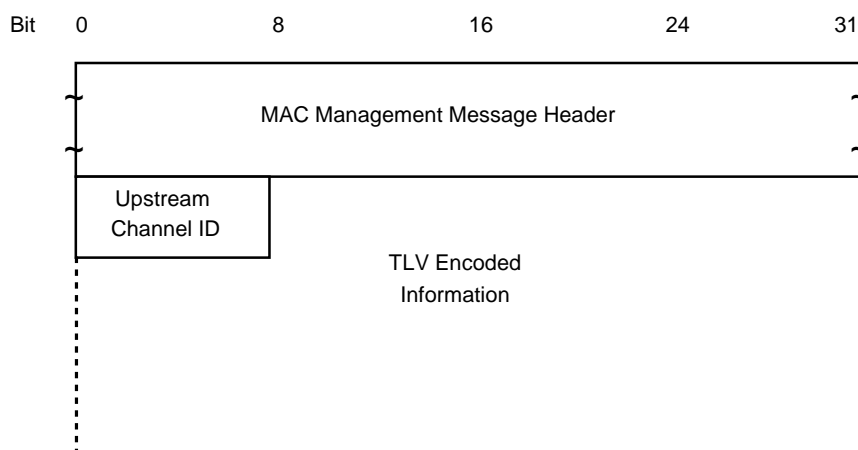 Bit 0 8 16 24 31
MAC Management Message Header
Upstream
Channel ID
TLV Encoded
Information